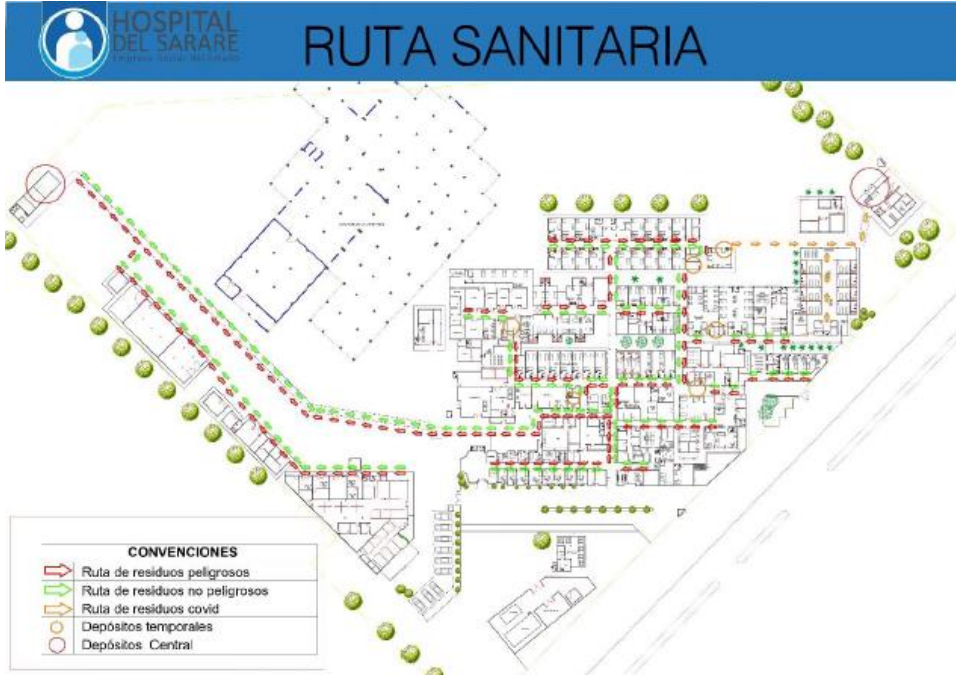 HOSPITAL
DEL SARARE
Empresa Social del Estado
RUTA SANITARIA
CONVENCIONES
Ruta de residuos peligrosos
Ruta de residuos no peligrosos
Ruta de residuos covid
Depósitos temporales
Depósitos Central